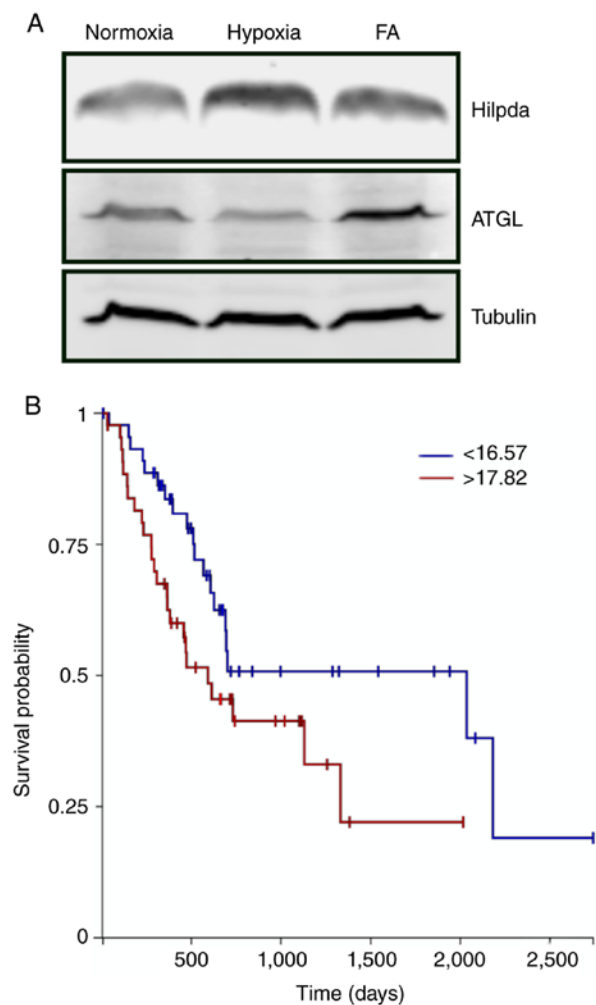 A
Normoxia Hypoxia FA
Hilpda
ATGL
Tubulin
B
1
<16.57
>17.82
0.75
0.5
0.25
0
Survival probability
500 1,000 1,500 2,000 2,500
Time (days)